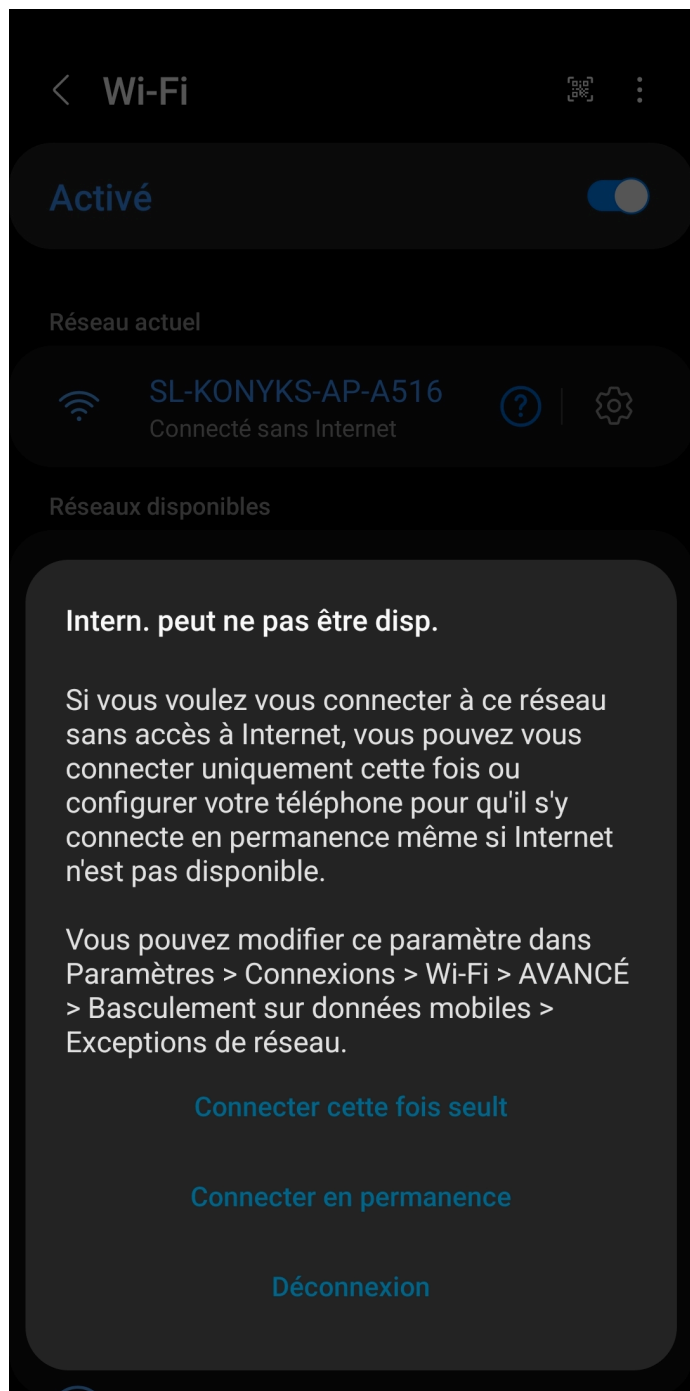 Wi-Fi
Activé
Réseau actuel
SL-KONYKS-AP-A516
Connecté sans Internet
Réseaux disponibles
Intern. peut ne pas être disp.
Si vous voulez vous connecter à ce réseau
sans accès à Internet, vous pouvez vous
connecter uniquement cette fois ou
configurer votre téléphone pour qu'il s'y
connecte en permanence même si Internet
n'est pas disponible.
Vous pouvez modifier ce paramètre dans
Paramètres > Connexions > Wi-Fi > AVANCÉ
> Basculement sur données mobiles >
Exceptions de réseau.
Connecter cette fois seult
Connecter en permanence
Déconnexion